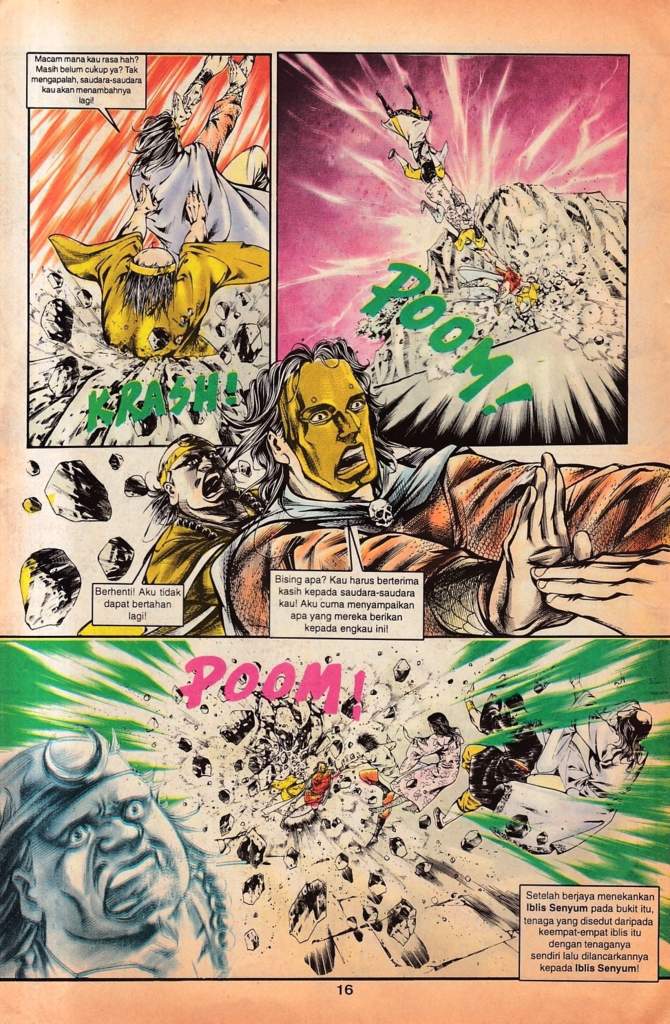 Macam mana kau rasa hah?
Masih belum cukup ya? Tak
mengapalah, saudara-saudara
kau akan menambahnya
lagi!
KRASH!
POOM!
Berhenti! Aku tidak
dapat bertahan
lagi!
Bising apa? Kau harus berterima
kasih kepada saudara-saudara
kau! Aku cuma menyampaikan
apa yang mereka berikan
kepada engkau ini!
POOM!
Setelah berjaya menekankan
Iblis Senyum pada bukit itu,
tenaga yang disedut daripada
keempat-empat iblis itu
dengan tenaganya
sendiri lalu dilancarkannya
kepada Iblis Senyum!
16